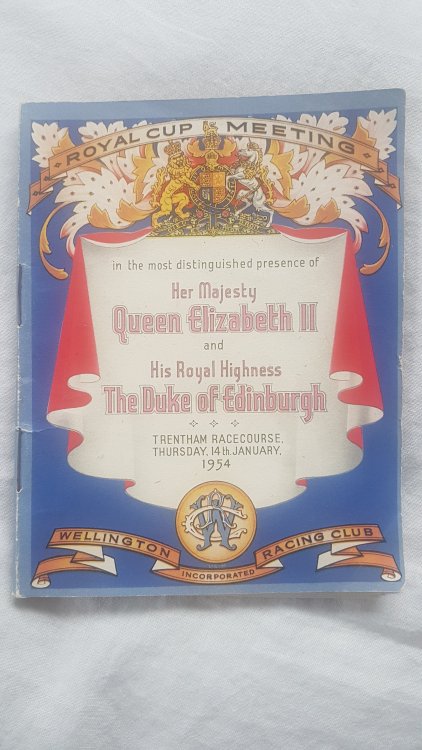 ROYAL CUP MEETING
in the most distinguished presence of
Her Majesty
Queen Elizabeth II
and
His Royal Highness
The Duke of Edinburgh
TRENTHAM RACECOURSE,
THURSDAY, 14th JANUARY,
1954
WELLINGTON RACING CLUB
INCORPORATED